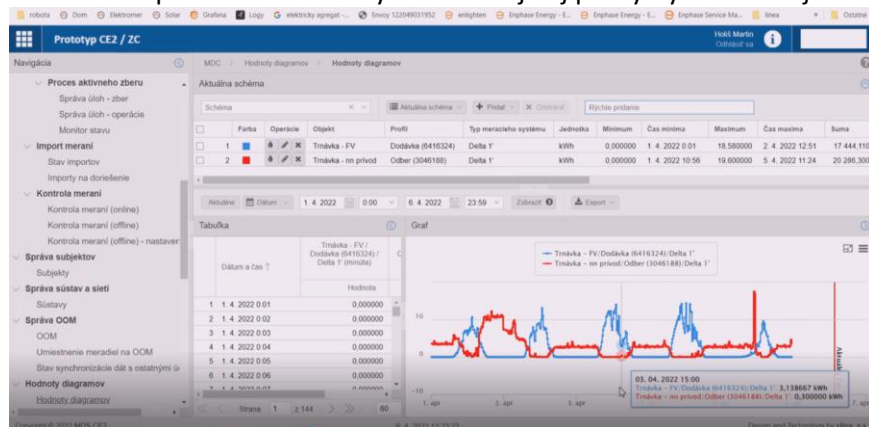 robota Dom Elektromer Solar Grafana Logy G elektrický agregat -... Envoy 122049031952 enlighten Enphase Energy - E... Enphase Energy - E... Enphase Service Ma... linea Ostatné
Prototyp CE2 / ZC
Holiš Martin
Odhlásiť sa
Navigácia
MDC Hodnoty diagramov Hodnoty diagramov
Proces aktívneho zberu
Správa úloh - zber
Správa úloh - operácie
Monitor stavu
Import meraní
Stav importov
Importy na doriešenie
Kontrola meraní
Kontrola meraní (online)
Kontrola meraní (offline)
Kontrola meraní (offline) - nastaver
Správa subjektov
Subjekty
Správa sústav a sietí
Sústavy
Správa OOM
OOM
Umiestnenie meradiel na OOM
Stav synchronizácie dát s ostatnými
Hodnoty diagramov
Hodnoty diagramov
Aktuálna schéma
Schéma Aktuálna schéma Pridať Odobrať Rýchle pridanie
Farba Operácie Objekt Profil Typ meracieho systému Jednotka Minimum Čas minima Maximum Čas maxima Suma
1 Trnávka - FV Dodávka (6416324) Delta 1' kWh 0,000000 1. 4. 2022 0:01 18,580000 2. 4. 2022 12:51 17 444,110
2 Trnávka - nn prívod Odber (3046188) Delta 1' kWh 0,000000 1. 4. 2022 10:56 19,600000 5. 4. 2022 11:24 20 286,300
Aktuálne Dátum 1. 4. 2022 0:00 6. 4. 2022 23:59 Zobraziť Export
Tabuľka
Dátum a čas
Trnávka - FV /
Dodávka (6416324) /
Delta 1' (minúta)
Hodnota
1 1. 4. 2022 0:01 0,000000
2 1. 4. 2022 0:02 0,000000
3 1. 4. 2022 0:03 0,000000
4 1. 4. 2022 0:04 0,000000
5 1. 4. 2022 0:05 0,000000
6 1. 4. 2022 0:06 0,000000
7 1. 4. 2022 0:07 0,000000
Strana 1 z 144 60
Graf
Trnávka - FV/Dodávka (6416324)/Delta 1'
Trnávka - nn prívod/Odber (3046188)/Delta 1'
10
0
-10
1. apr 2. apr 3. apr 7. apr
03. 04. 2022 15:00
Trnávka - FV/Dodávka (6416324)/Delta 1': 3,138667 kWh
Trnávka - nn prívod/Odber (3046188)/Delta 1': 0,300000 kWh